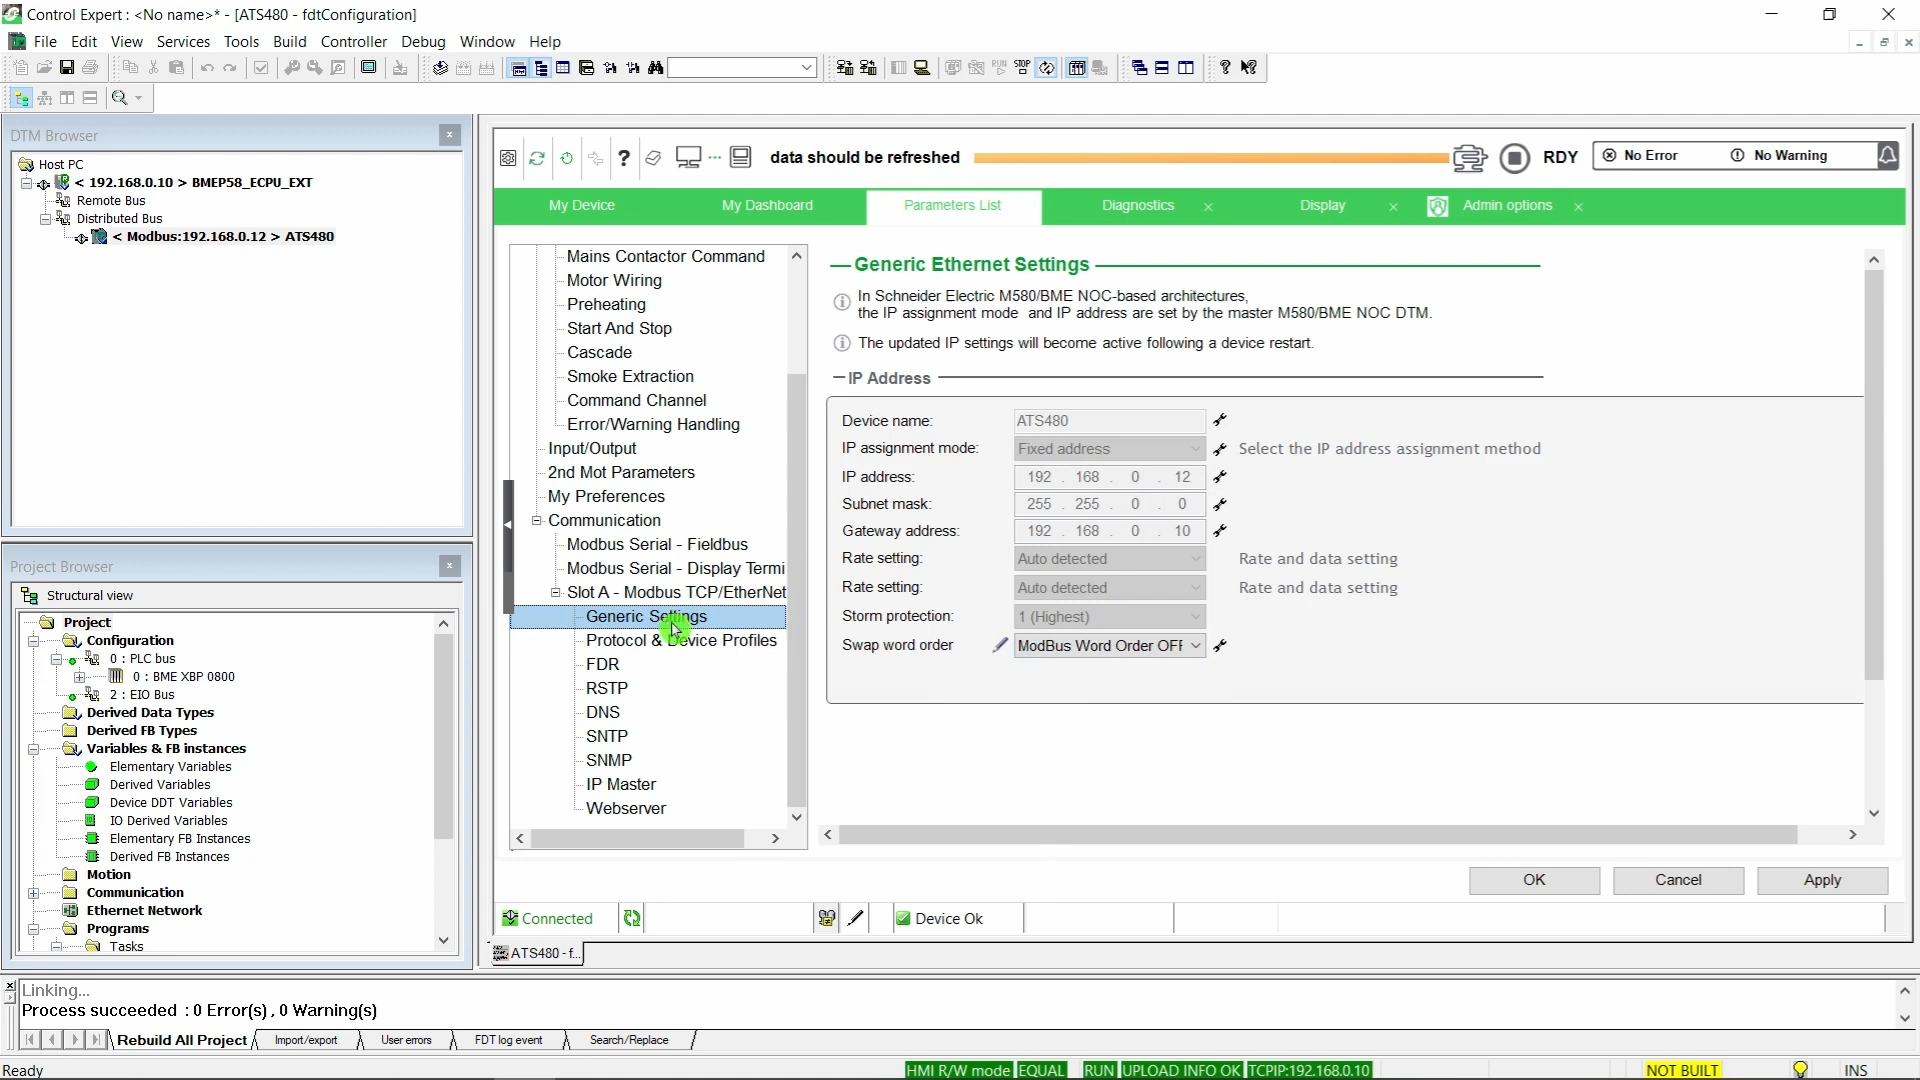 Control Expert : <No name>* - [ATS480 - fdtConfiguration]
File Edit View Services Tools Build Controller Debug Window Help
DTM Browser
Host PC
< 192.168.0.10 > BMEP58_ECPU_EXT
Remote Bus
Distributed Bus
< Modbus:192.168.0.12 > ATS480
Project Browser
Structural view
Project
Configuration
0 : PLC bus
0 : BME XBP 0800
2 : EIO Bus
Derived Data Types
Derived FB Types
Variables & FB instances
Elementary Variables
Derived Variables
Device DDT Variables
IO Derived Variables
Elementary FB Instances
Derived FB Instances
Motion
Communication
Ethernet Network
Programs
Tasks
data should be refreshed
RDY
No Error
No Warning
My Device
My Dashboard
Parameters List
Diagnostics
Display
Admin options
Mains Contactor Command
Motor Wiring
Preheating
Start And Stop
Cascade
Smoke Extraction
Command Channel
Error/Warning Handling
Input/Output
2nd Mot Parameters
My Preferences
Communication
Modbus Serial - Fieldbus
Modbus Serial - Display Termi
Slot A - Modbus TCP/EtherNet
Generic Settings
Protocol & Device Profiles
FDR
RSTP
DNS
SNTP
SNMP
IP Master
Webserver
Generic Ethernet Settings
In Schneider Electric M580/BME NOC-based architectures,
the IP assignment mode and IP address are set by the master M580/BME NOC DTM.
The updated IP settings will become active following a device restart.
IP Address
Device name: ATS480
IP assignment mode: Fixed address Select the IP address assignment method
IP address: 192 . 168 . 0 . 12
Subnet mask: 255 . 255 . 0 . 0
Gateway address: 192 . 168 . 0 . 10
Rate setting: Auto detected Rate and data setting
Rate setting: Auto detected Rate and data setting
Storm protection: 1 (Highest)
Swap word order ModBus Word Order OFF
OK
Cancel
Apply
Connected
Device Ok
ATS480 - f...
Linking...
Process succeeded : 0 Error(s) , 0 Warning(s)
Rebuild All Project Import/export User errors FDT log event Search/Replace
Ready
HMI R/W mode EQUAL RUN UPLOAD INFO OK TCPIP:192.168.0.10 NOT BUILT INS